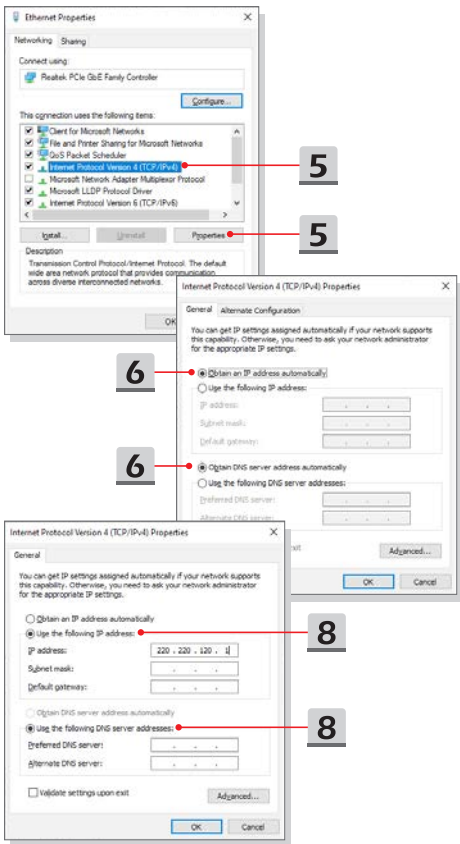 Ethernet Properties
Networking Sharing
Connect using:
Realtek PCIe GbE Family Controller
Configure...
This connection uses the following items:
Client for Microsoft Networks
File and Printer Sharing for Microsoft Networks
QoS Packet Scheduler
Internet Protocol Version 4 (TCP/IPv4)
5
Microsoft Network Adapter Multiplexor Protocol
Microsoft LLDP Protocol Driver
Internet Protocol Version 6 (TCP/IPv6)
Install... Uninstall Properties
5
Description
Transmission Control Protocol/Internet Protocol. The default
wide area network protocol that provides communication
across diverse interconnected networks.
OK
Internet Protocol Version 4 (TCP/IPv4) Properties
General Alternate Configuration
You can get IP settings assigned automatically if your network supports
this capability. Otherwise, you need to ask your network administrator
for the appropriate IP settings.
6
Obtain an IP address automatically
Use the following IP address:
IP address:
Subnet mask:
Default gateway:
6
Obtain DNS server address automatically
Use the following DNS server addresses:
Preferred DNS server:
Alternate DNS server:
exit
Advanced...
OK Cancel
Internet Protocol Version 4 (TCP/IPv4) Properties
General
You can get IP settings assigned automatically if your network supports
this capability. Otherwise, you need to ask your network administrator
for the appropriate IP settings.
Obtain an IP address automatically
Use the following IP address:
8
IP address: 220 . 220 . 120 . 1
Subnet mask: . . .
Default gateway: . . .
Obtain DNS server address automatically
Use the following DNS server addresses:
8
Preferred DNS server: . . .
Alternate DNS server: . . .
Validate settings upon exit
Advanced...
OK Cancel